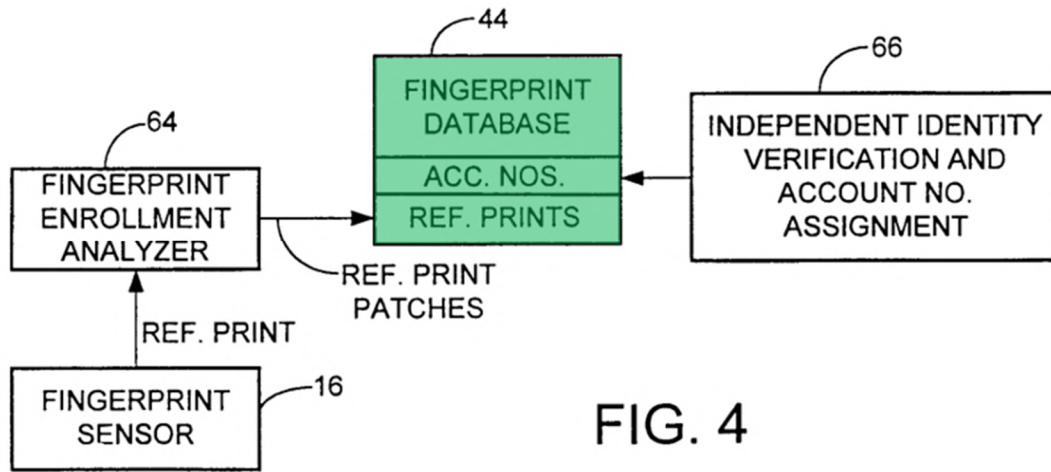 44
66
64
FINGERPRINT
DATABASE
ACC. NOS.
REF. PRINTS
INDEPENDENT IDENTITY
VERIFICATION AND
ACCOUNT NO.
ASSIGNMENT
FINGERPRINT
ENROLLMENT
ANALYZER
REF. PRINT
PATCHES
REF. PRINT
FINGERPRINT
SENSOR
16
FIG. 4